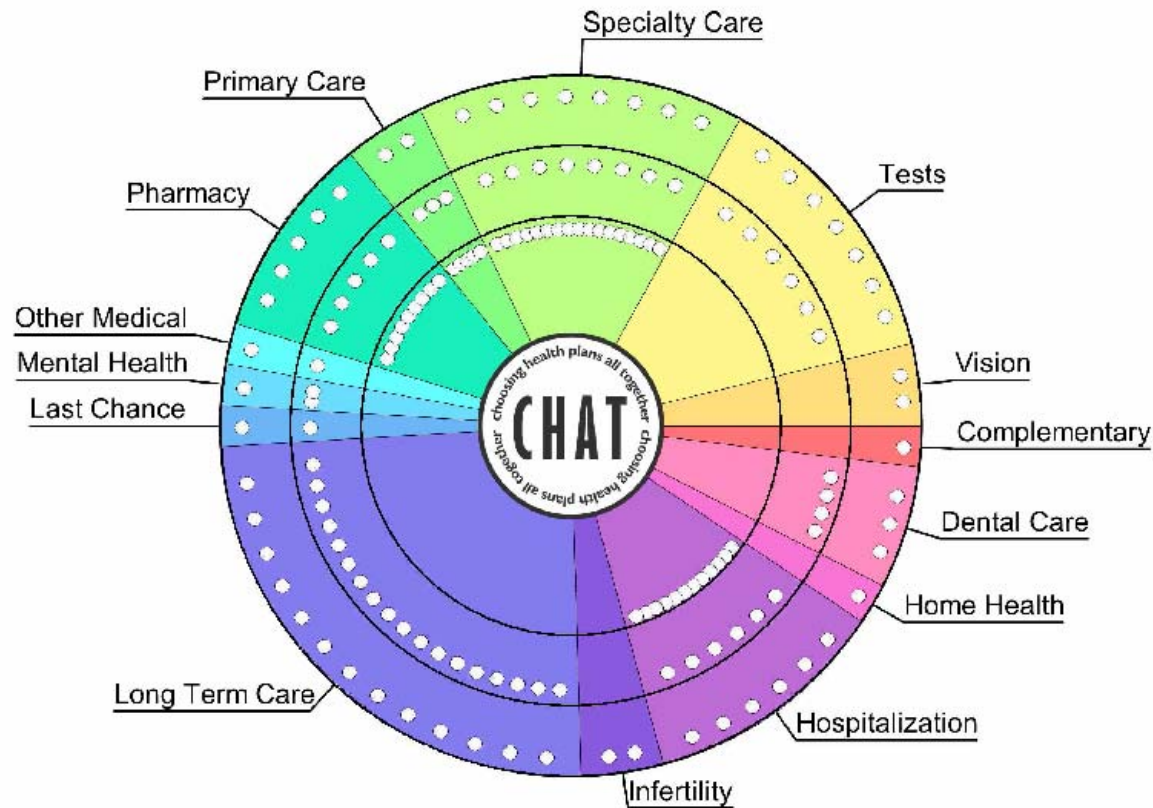 Specialty Care
Primary Care
Tests
Pharmacy
Other Medical
Mental Health
Last Chance
Vision
Complementary
Dental Care
Home Health
Hospitalization
Infertility
Long Term Care
choosing health plans all together choosing health plans all together
CHAT